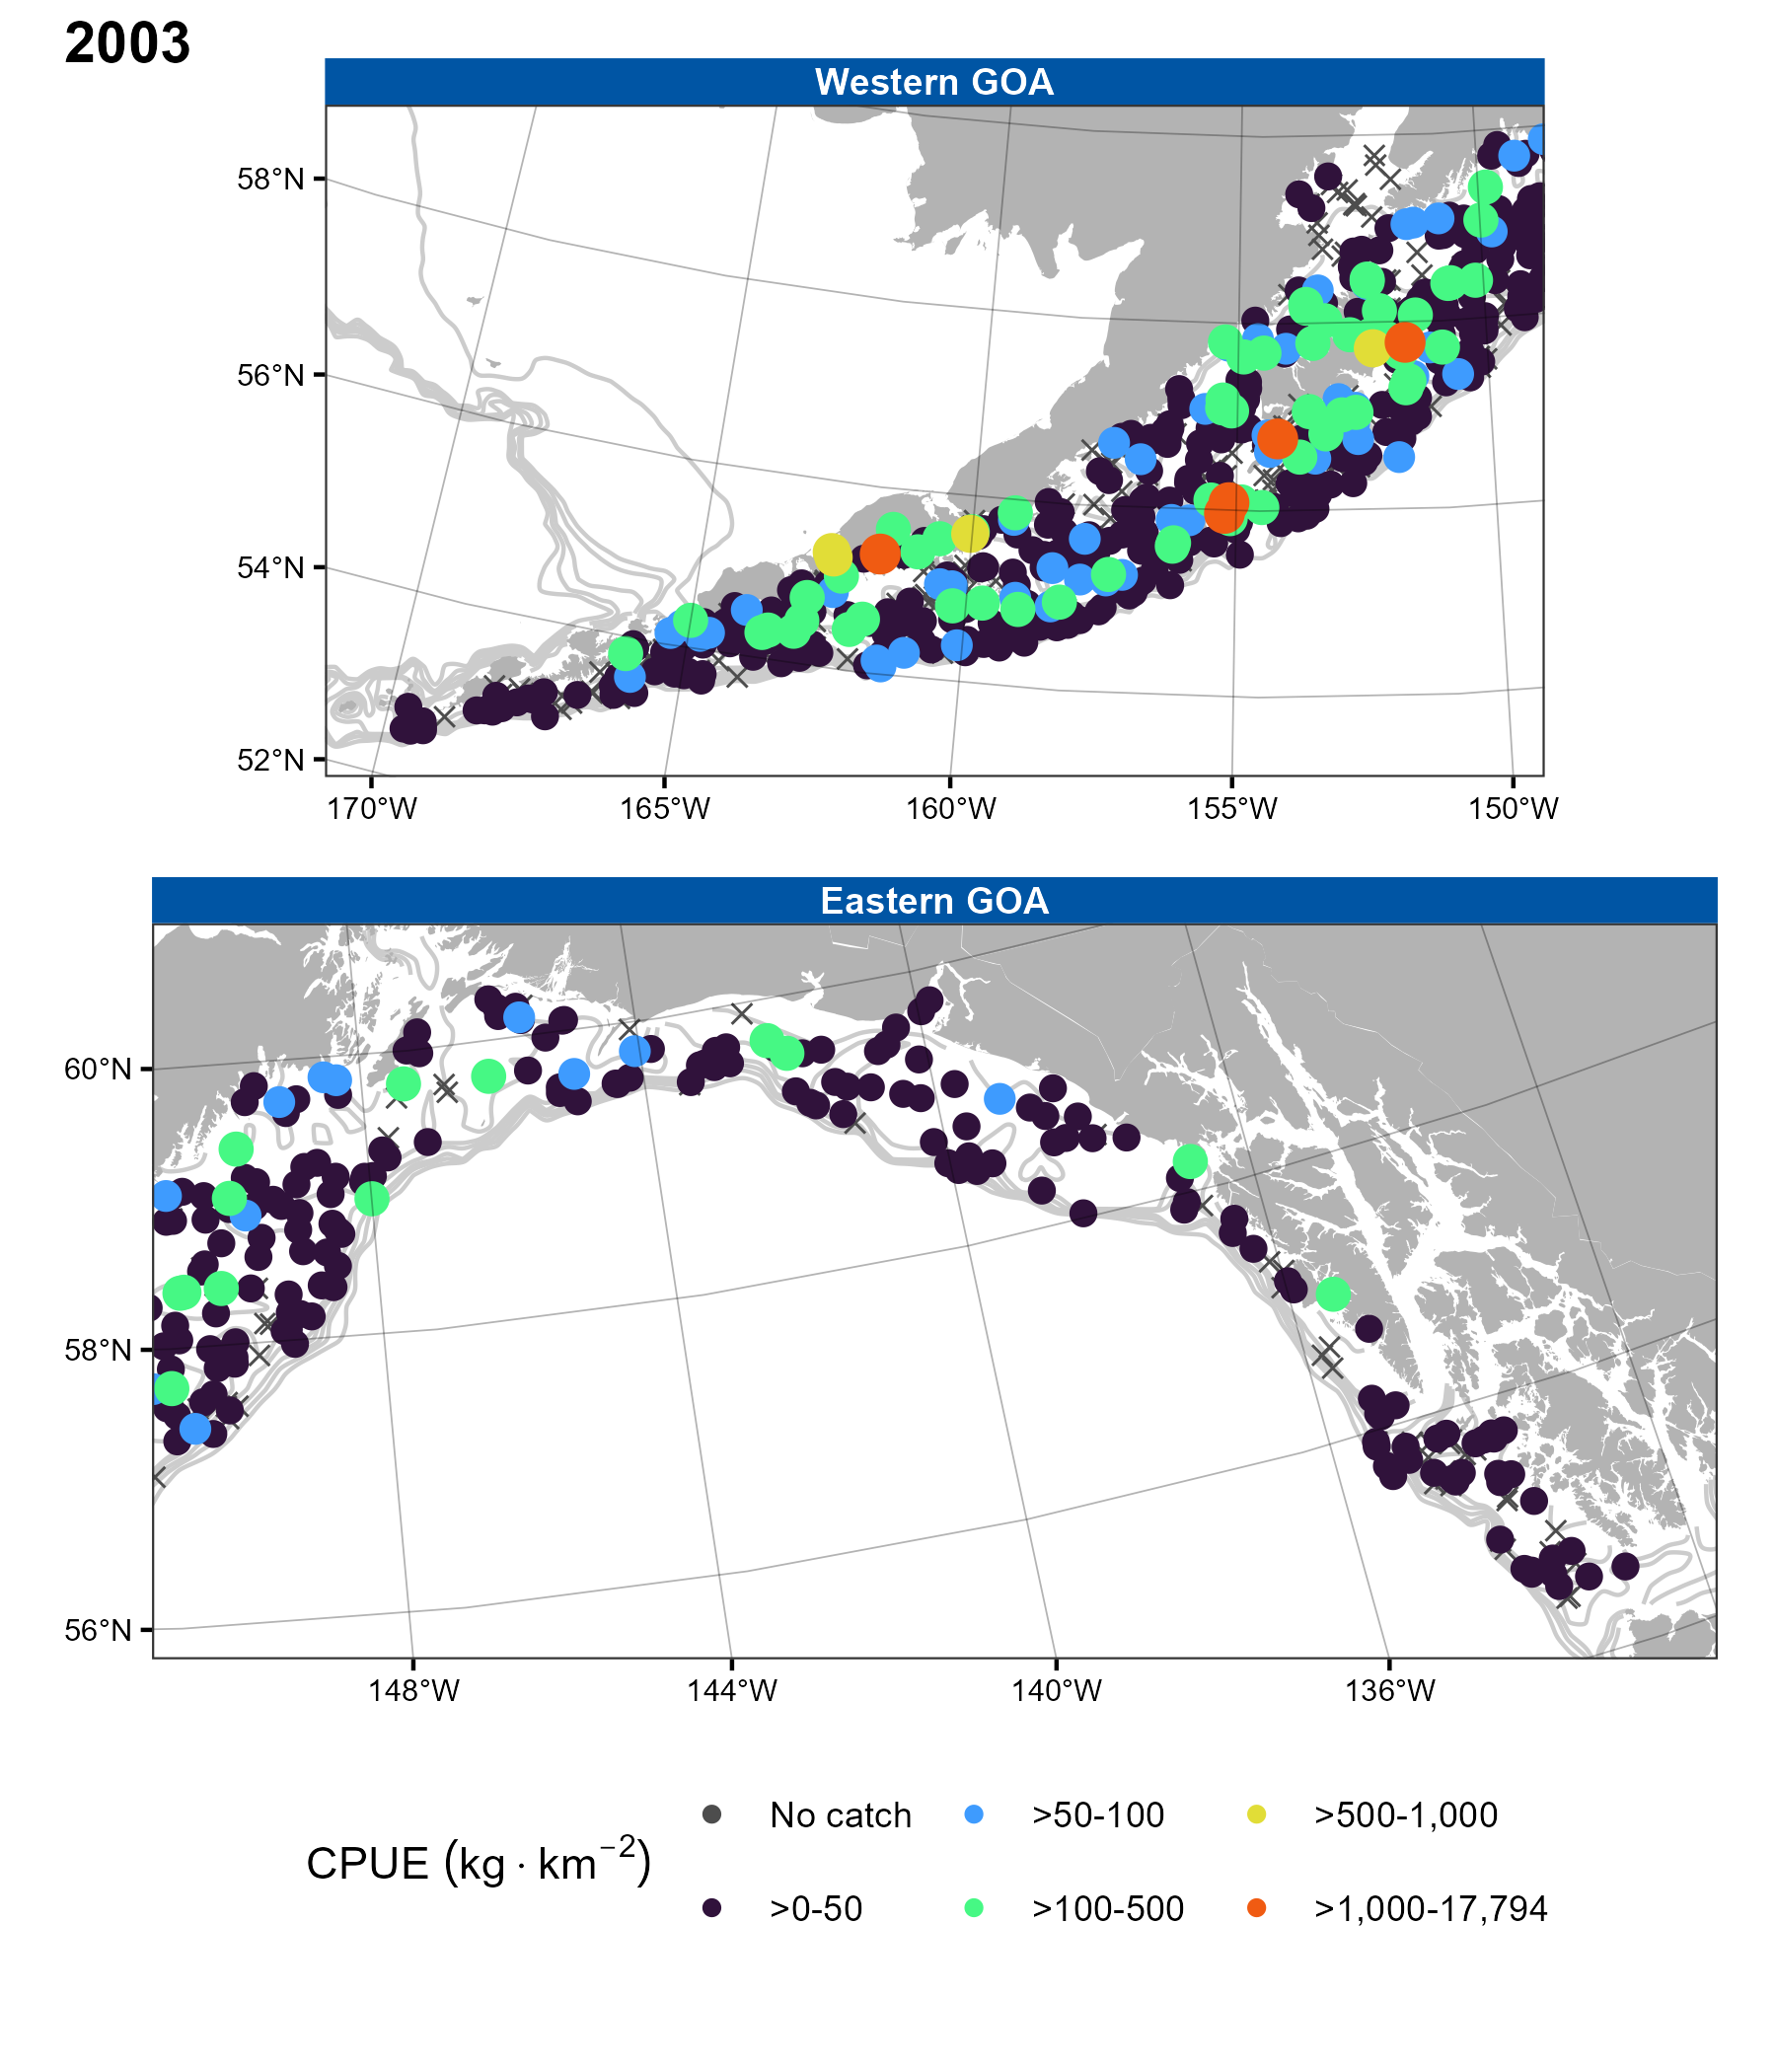 2003
Western GOA
58°N
56°N
54°N
52°N
170°W 165°W 160°W 155°W 150°W
Eastern GOA
60°N
58°N
56°N
148°W 144°W 140°W 136°W
CPUE (kg · km⁻²)
No catch >50-100 >500-1,000
>0-50 >100-500 >1,000-17,794